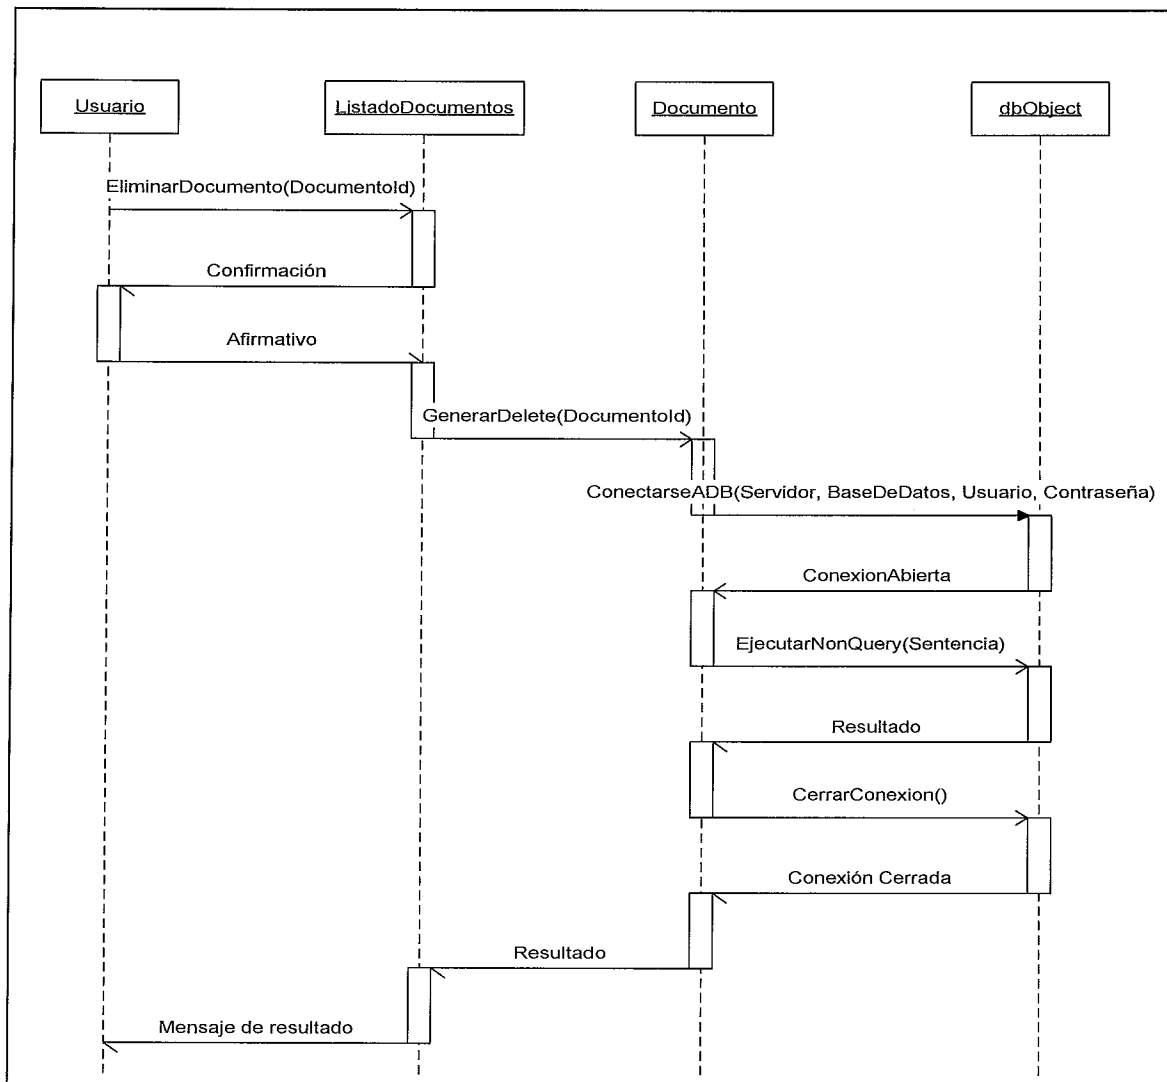 Usuario
ListadoDocumentos
Documento
dbObject
EliminarDocumento(DocumentoId)
Confirmación
Afirmativo
GenerarDelete(DocumentoId)
ConectarseADB(Servidor, BaseDeDatos, Usuario, Contraseña)
ConexionAbierta
EjecutarNonQuery(Sentencia)
Resultado
CerrarConexion()
Conexión Cerrada
Resultado
Mensaje de resultado